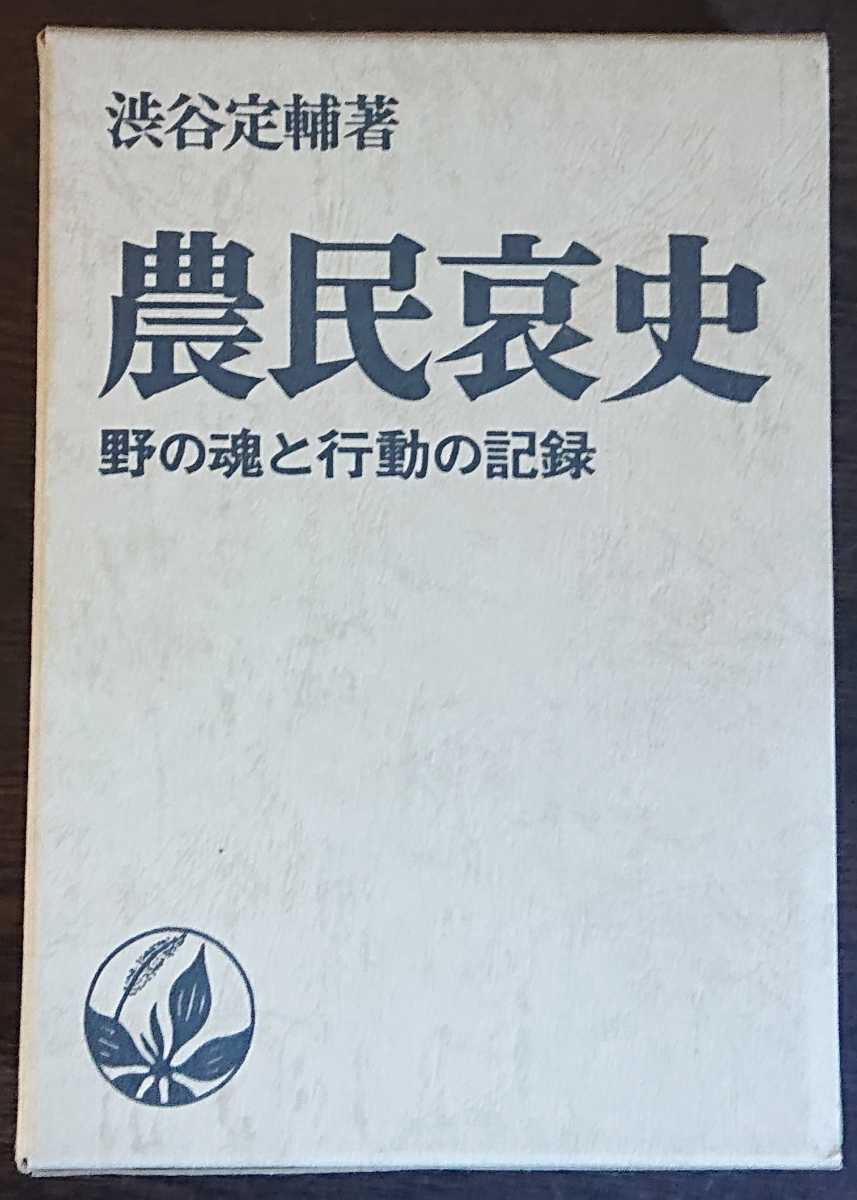 渋谷定輔著
農民哀史
野の魂と行動の記録